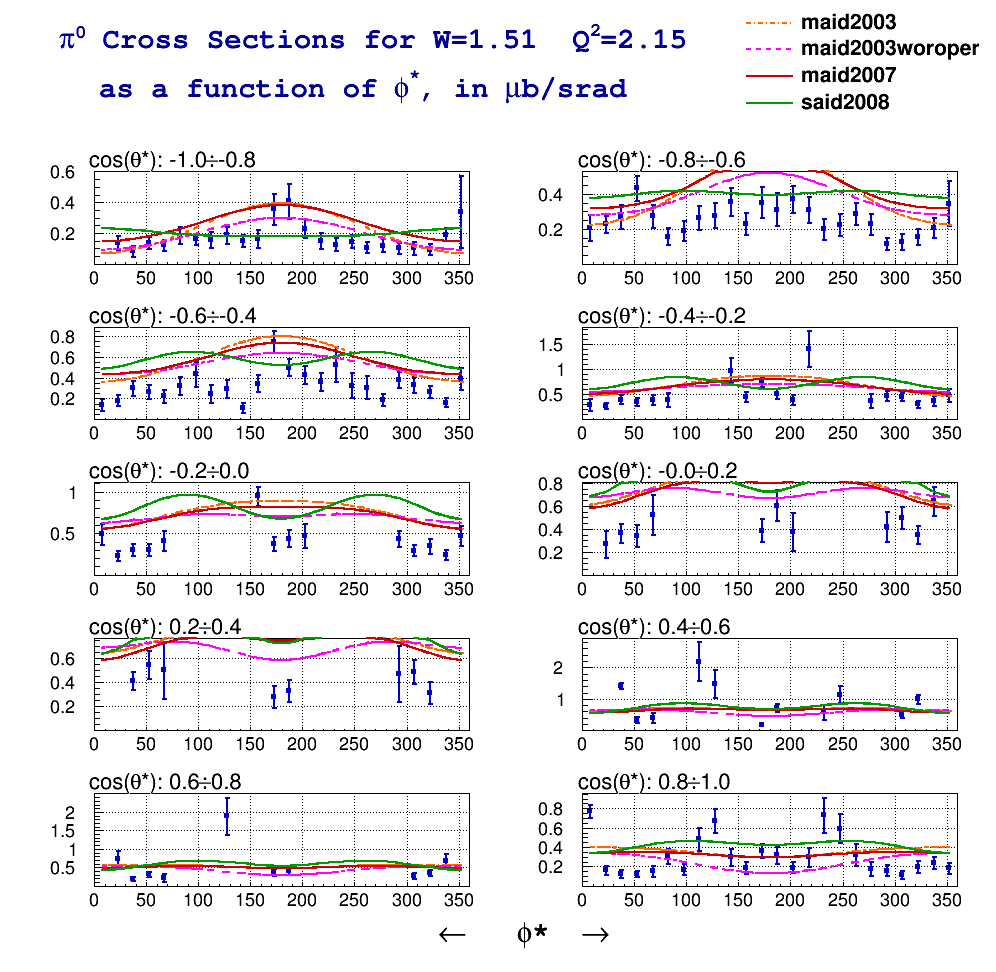 π⁰ Cross Sections for W=1.51 Q²=2.15
as a function of ϕ*, in μb/srad
maid2003
maid2003woroper
maid2007
said2008
cos(θ*): -1.0÷-0.8
0.6
0.4
0.2
0 50 100 150 200 250 300 350
cos(θ*): -0.8÷-0.6
0.4
0.2
0 50 100 150 200 250 300 350
cos(θ*): -0.6÷-0.4
0.8
0.6
0.4
0.2
0 50 100 150 200 250 300 350
cos(θ*): -0.4÷-0.2
1.5
1
0.5
0 50 100 150 200 250 300 350
cos(θ*): -0.2÷0.0
1
0.5
0 50 100 150 200 250 300 350
cos(θ*): -0.0÷0.2
0.8
0.6
0.4
0.2
0 50 100 150 200 250 300 350
cos(θ*): 0.2÷0.4
0.6
0.4
0.2
0 50 100 150 200 250 300 350
cos(θ*): 0.4÷0.6
2
1
0 50 100 150 200 250 300 350
cos(θ*): 0.6÷0.8
2
1.5
1
0.5
0 50 100 150 200 250 300 350
cos(θ*): 0.8÷1.0
0.8
0.6
0.4
0.2
0 50 100 150 200 250 300 350
← ϕ* →